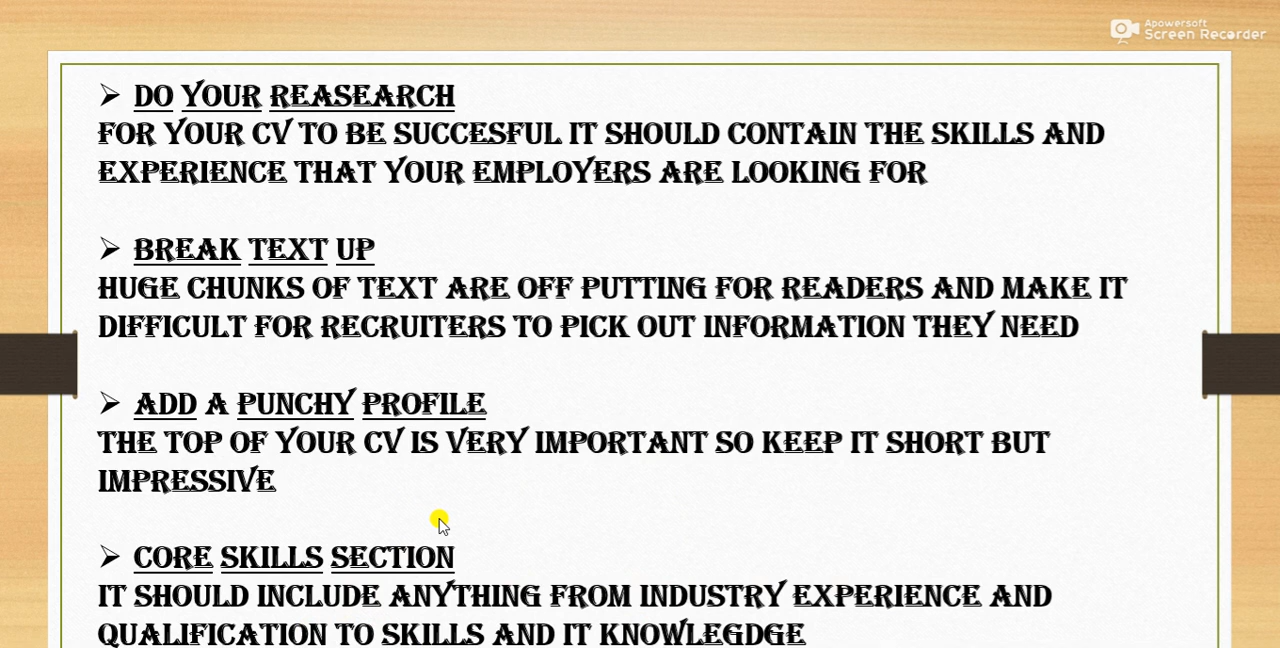 Apowersoft
Screen Recorder
➢ DO YOUR REASEARCH
FOR YOUR CV TO BE SUCCESFUL IT SHOULD CONTAIN THE SKILLS AND
EXPERIENCE THAT YOUR EMPLOYERS ARE LOOKING FOR
➢ BREAK TEXT UP
HUGE CHUNKS OF TEXT ARE OFF PUTTING FOR READERS AND MAKE IT
DIFFICULT FOR RECRUITERS TO PICK OUT INFORMATION THEY NEED
➢ ADD A PUNCHY PROFILE
THE TOP OF YOUR CV IS VERY IMPORTANT SO KEEP IT SHORT BUT
IMPRESSIVE
➢ CORE SKILLS SECTION
IT SHOULD INCLUDE ANYTHING FROM INDUSTRY EXPERIENCE AND
QUALIFICATION TO SKILLS AND IT KNOWLEGDGE